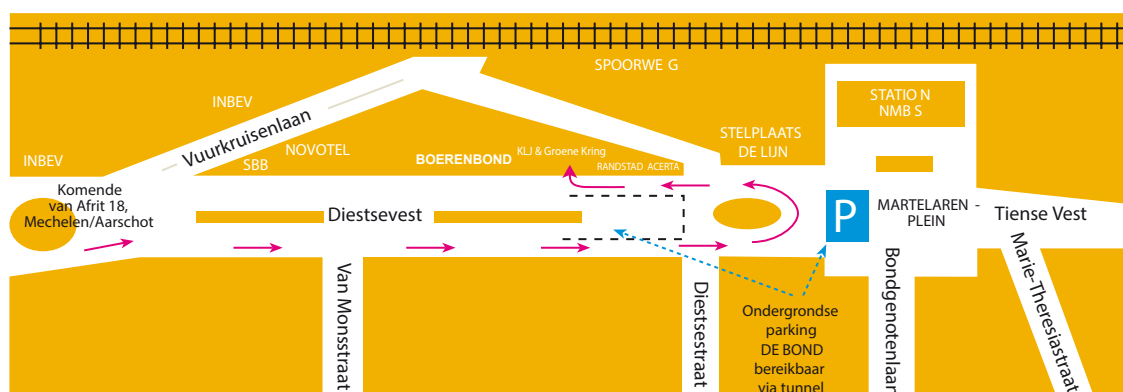 SPOORWE G
STATIO N
NMB S
INBEV
Vuurkruisenlaan
STELPLAATS
DE LIJN
INBEV
SBB
NOVOTEL
BOERENBOND
KLJ & Groene Kring
RANDSTAD ACERTA
Komende
van Afrit 18,
Mechelen/Aarschot
Diestsevest
P
MARTELAREN -
PLEIN
Tiense Vest
Van Monsstraat
Diestsestraat
Bondgenotenlaan
Marie-Theresiastraat
Ondergrondse
parking
DE BOND
bereikbaar
via tunnel